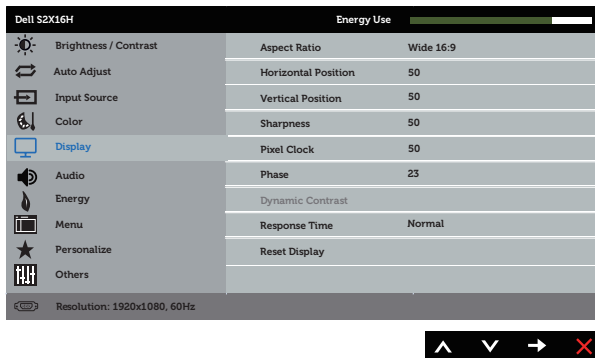 Dell S2X16H Energy Use
Brightness / Contrast
Auto Adjust
Input Source
Color
Display
Audio
Energy
Menu
Personalize
Others
Aspect Ratio Wide 16:9
Horizontal Position 50
Vertical Position 50
Sharpness 50
Pixel Clock 50
Phase 23
Dynamic Contrast
Response Time Normal
Reset Display
Resolution: 1920x1080, 60Hz